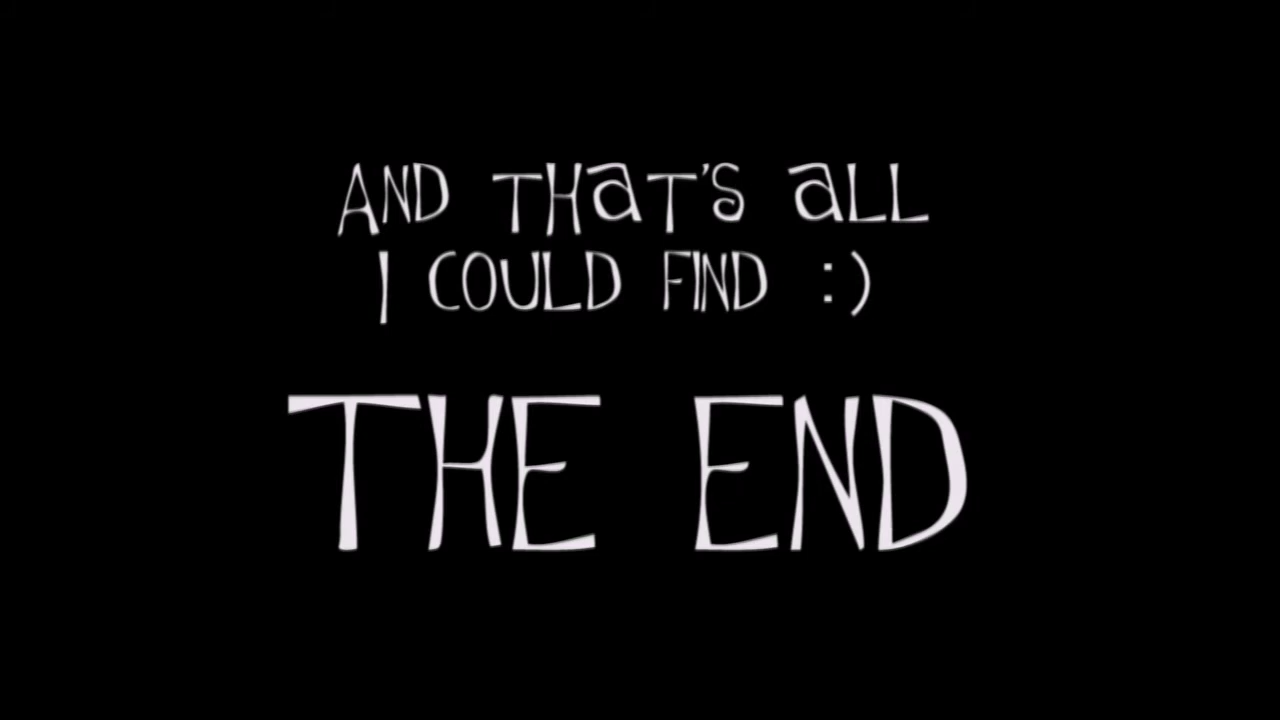 AND THaT'S aLL
I COULD FIND :)
THE END